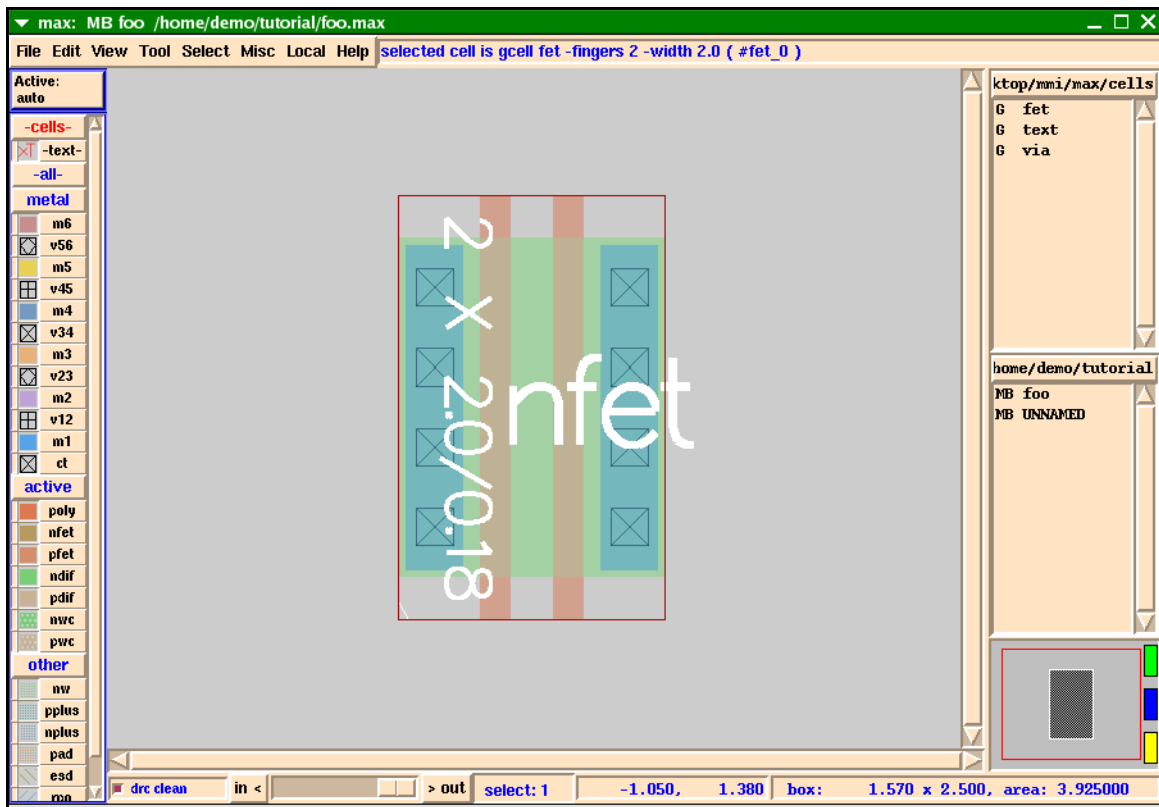 max: MB foo /home/demo/tutorial/foo.max
File Edit View Tool Select Misc Local Help selected cell is gcell fet -fingers 2 -width 2.0 ( #fet_0 )
Active:
auto
-cells-
-text-
-all-
metal
m6
v56
m5
v45
m4
v34
m3
v23
m2
v12
m1
ct
active
poly
nfet
pfet
ndif
pdif
nwc
pwc
other
nw
pplus
nplus
pad
esd
2 X 2.0/0.18
nfet
ktop/mmi/max/cells
G fet
G text
G via
home/demo/tutorial
MB foo
MB UNNAMED
drc clean in < > out select: 1 -1.050, 1.380 box: 1.570 x 2.500, area: 3.925000